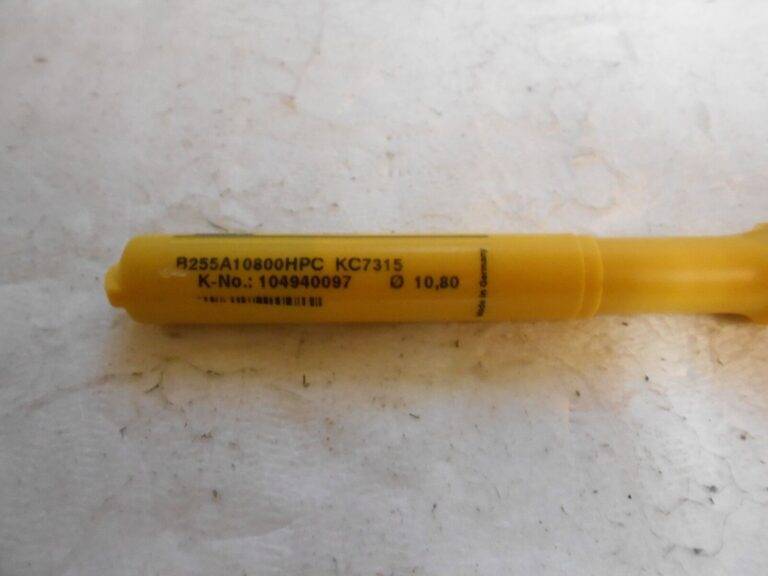 B255A10800HPC KC7315
K-No.: 104940097 Ø 10,80
Made in Germany